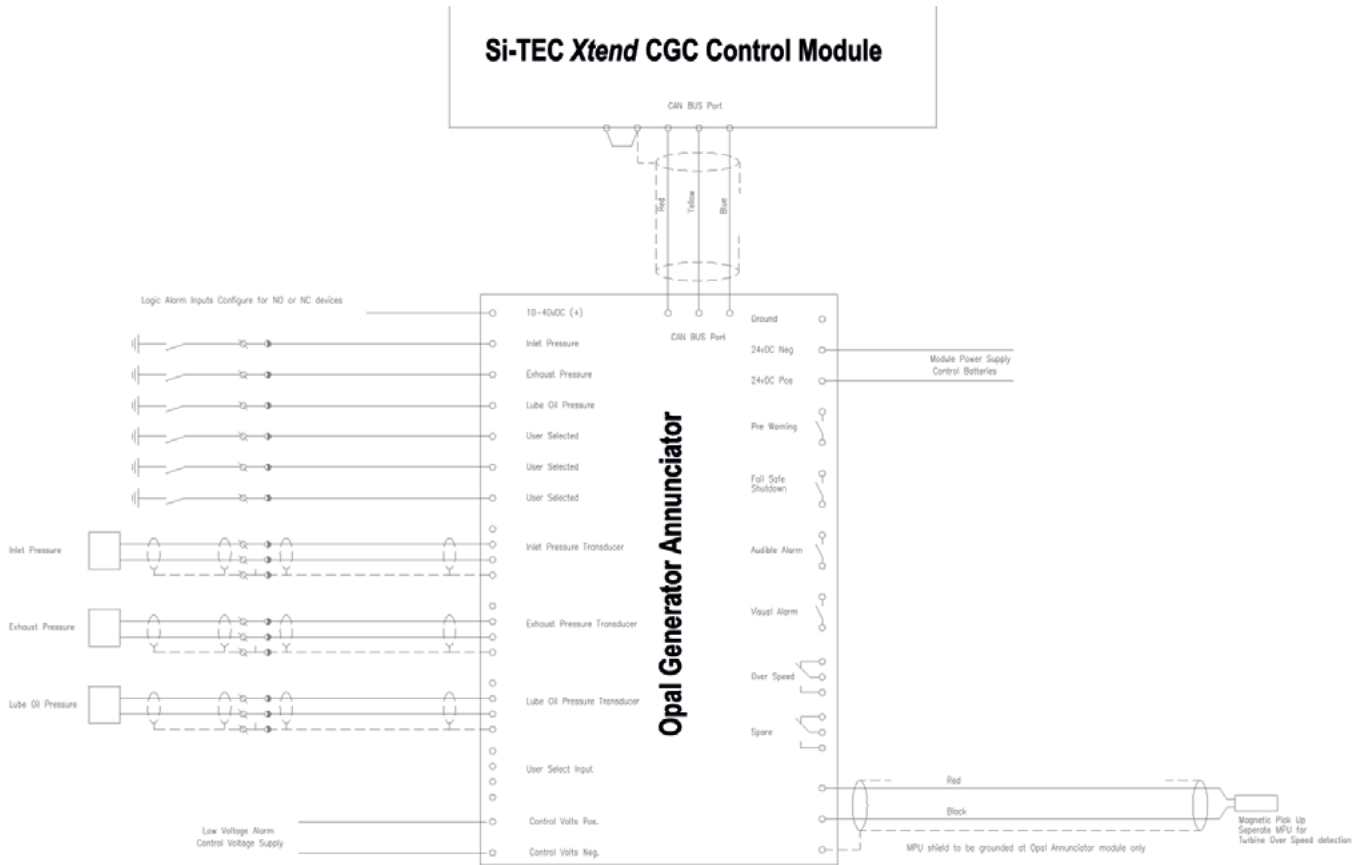 Si-TEC Xtend CGC Control Module
CAN BUS Port
Red
Yellow
Blue
Logic Alarm Inputs Configure for NO or NC devices
10-40vDC (+)
Inlet Pressure
Exhaust Pressure
Lube Oil Pressure
User Selected
User Selected
User Selected
CAN BUS Port
Ground
24vDC Neg
24vDC Pos
Module Power Supply
Control Batteries
Pre Warning
Fail Safe
Shutdown
Audible Alarm
Visual Alarm
Over Speed
Spare
Opal Generator Annunciator
Inlet Pressure
Inlet Pressure Transducer
Exhaust Pressure
Exhaust Pressure Transducer
Lube Oil Pressure
Lube Oil Pressure Transducer
User Select Input
Control Volts Pos.
Low Voltage Alarm
Control Voltage Supply
Control Volts Neg.
Red
Black
Magnetic Pick Up
Seperate MPU for
Turbine Over Speed detection
MPU shield to be grounded at Opal Annunciator module only